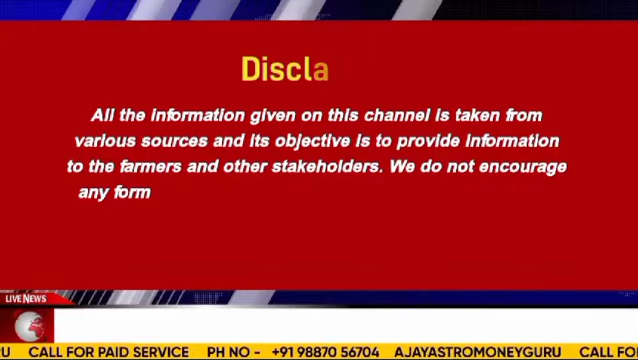 Discla
All the information given on this channel is taken from
various sources and its objective is to provide information
to the farmers and other stakeholders. We do not encourage
any form
LIVE NEWS
RU CALL FOR PAID SERVICE PH NO - +91 98870 56704 AJAYASTROMONEYGURU CALL FO